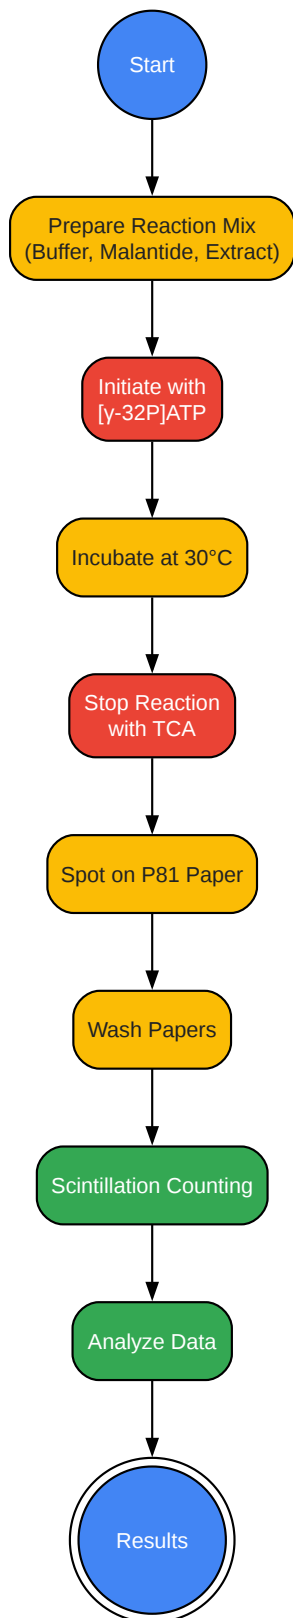 Start
Prepare Reaction Mix
(Buffer, Malantide, Extract)
Initiate with
[γ-32P]ATP
Incubate at 30°C
Stop Reaction
with TCA
Spot on P81 Paper
Wash Papers
Scintillation Counting
Analyze Data
Results